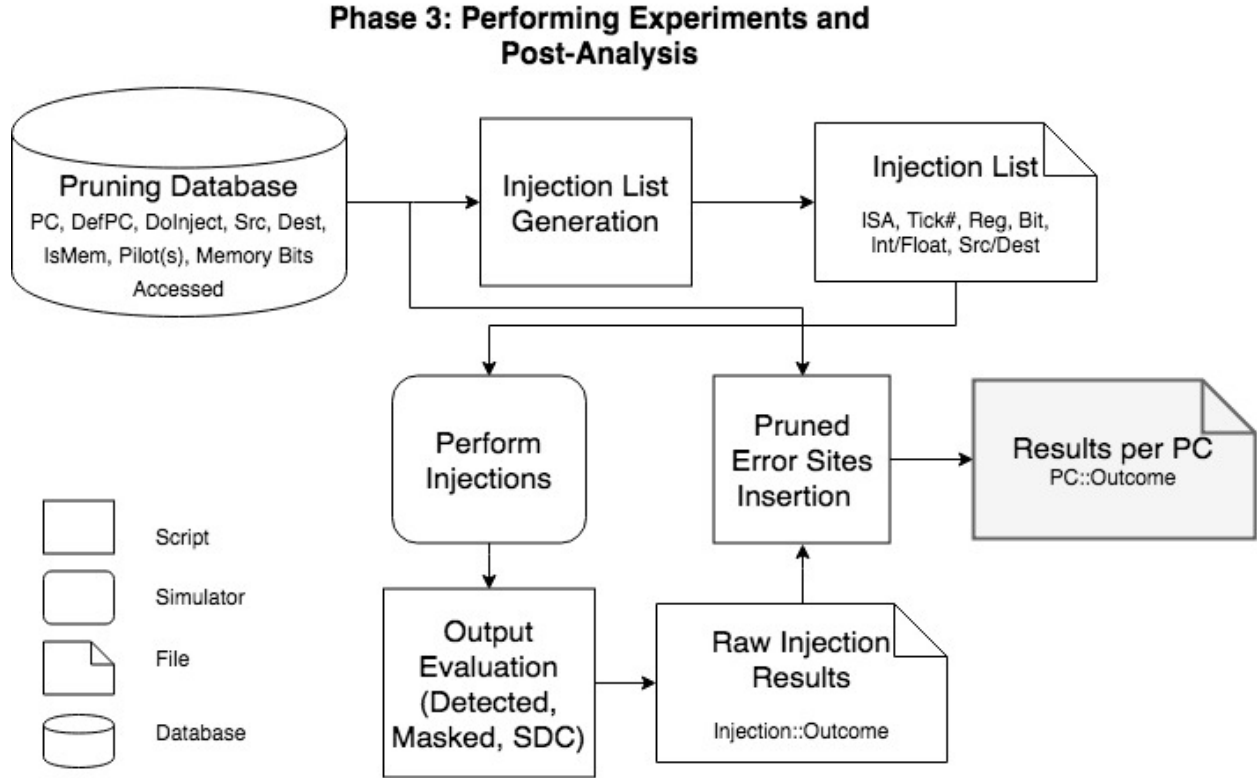 Phase 3: Performing Experiments and
Post-Analysis
Pruning Database
PC, DefPC, DoInject, Src, Dest,
IsMem, Pilot(s), Memory Bits
Accessed
Injection List
Generation
Injection List
ISA, Tick#, Reg, Bit,
Int/Float, Src/Dest
Perform
Injections
Pruned
Error Sites
Insertion
Results per PC
PC::Outcome
Output
Evaluation
(Detected,
Masked, SDC)
Raw Injection
Results
Injection::Outcome
Script
Simulator
File
Database